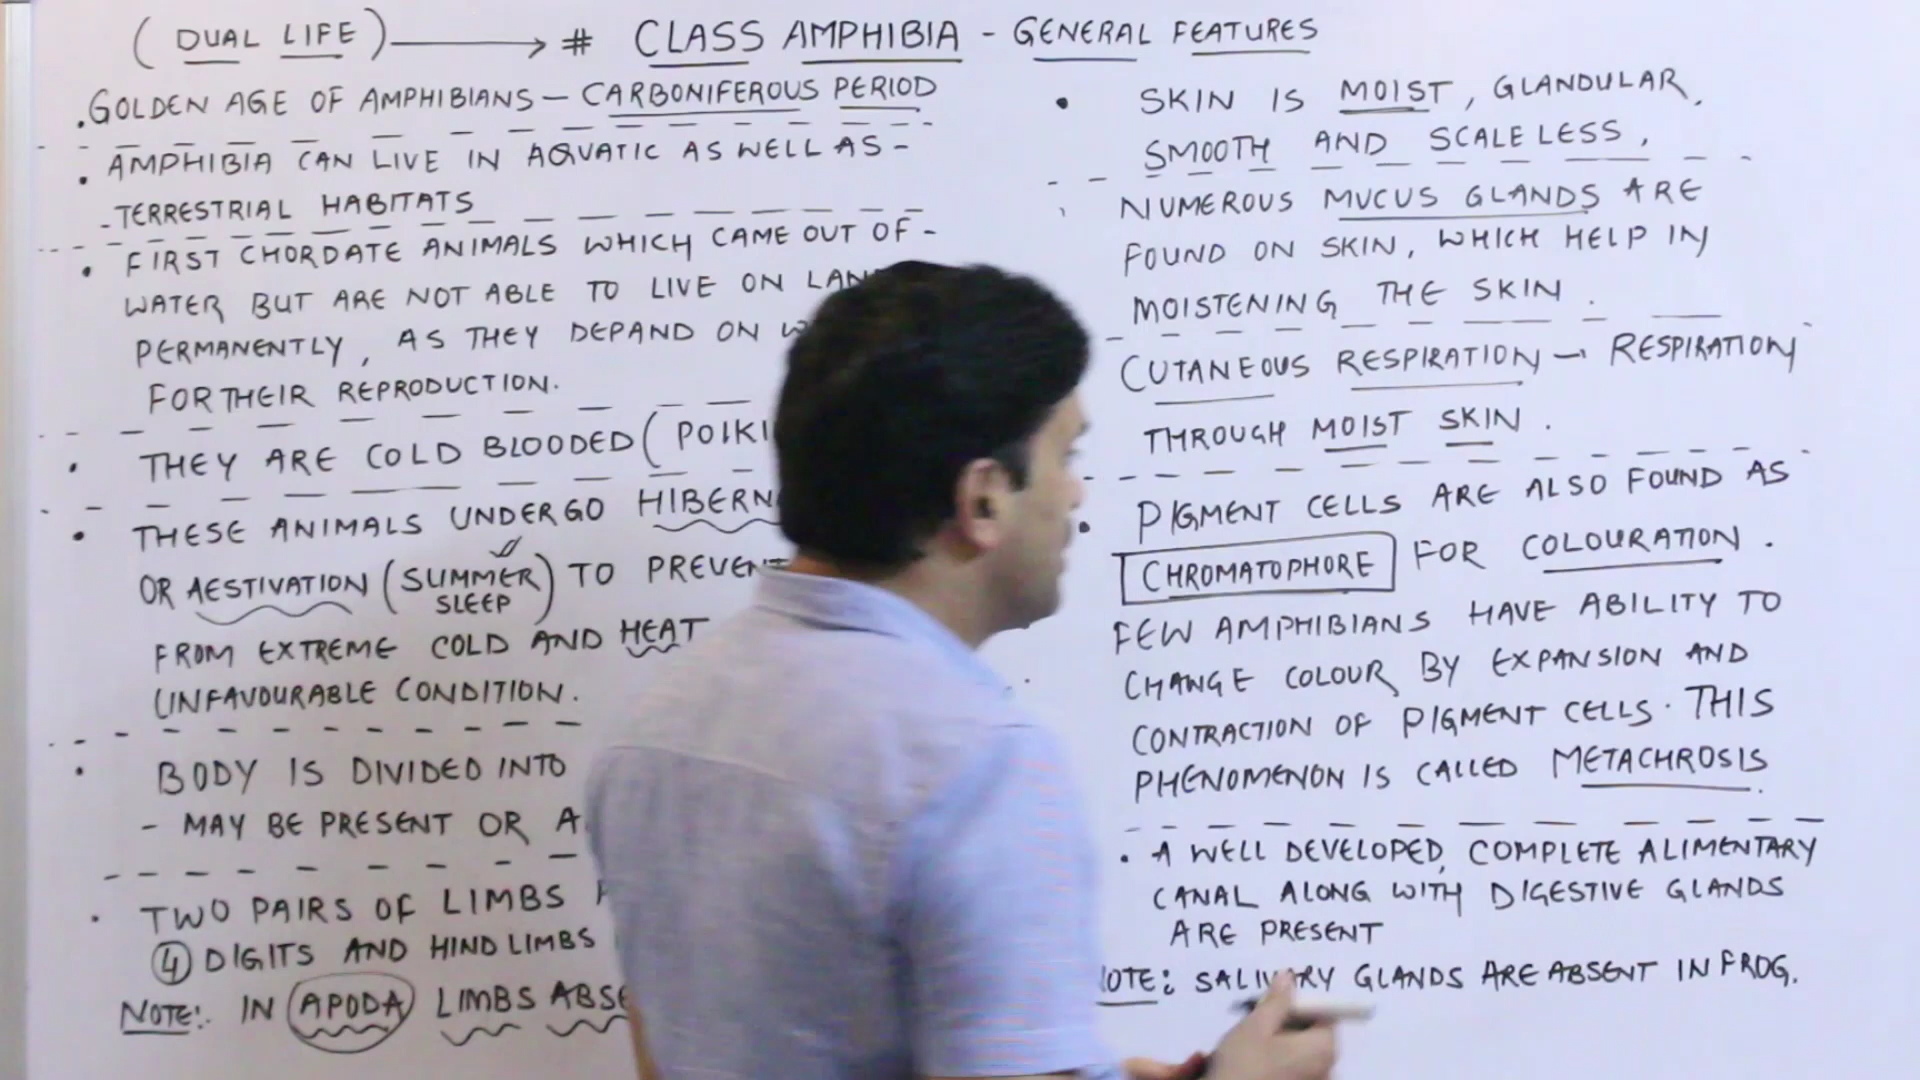 (DUAL LIFE) → # CLASS AMPHIBIA - GENERAL FEATURES
. GOLDEN AGE OF AMPHIBIANS - CARBONIFEROUS PERIOD
. AMPHIBIA CAN LIVE IN AQVATIC AS WELL AS -
- TERRESTRIAL HABITATS
. FIRST CHORDATE ANIMALS WHICH CAME OUT OF -
WATER BUT ARE NOT ABLE TO LIVE ON LAN
PERMANENTLY, AS THEY DEPAND ON W
FOR THEIR REPRODUCTION.
. THEY ARE COLD BLOODED (POIKI
. THESE ANIMALS UNDERGO HIBERN
OR AESTIVATION (SUMMER SLEEP) TO PREVENT
FROM EXTREME COLD AND HEAT
UNFAVOURABLE CONDITION.
. BODY IS DIVIDED INTO
- MAY BE PRESENT OR A
. TWO PAIRS OF LIMBS
④ DIGITS AND HIND LIMBS
NOTE:. IN APODA LIMBS ABSE
. SKIN IS MOIST, GLANDULAR,
SMOOTH AND SCALELESS,
NUMEROUS MUCUS GLANDS ARE
FOUND ON SKIN, WHICH HELP IN
MOISTENING THE SKIN.
CUTANEOUS RESPIRATION → RESPIRATION
THROUGH MOIST SKIN.
. PIGMENT CELLS ARE ALSO FOUND AS
CHROMATOPHORE FOR COLOURATION.
FEW AMPHIBIANS HAVE ABILITY TO
CHANGE COLOUR BY EXPANSION AND
CONTRACTION OF PIGMENT CELLS. THIS
PHENOMENON IS CALLED METACHROSIS.
. A WELL DEVELOPED, COMPLETE ALIMENTARY
CANAL ALONG WITH DIGESTIVE GLANDS
ARE PRESENT
NOTE: SALIVARY GLANDS ARE ABSENT IN FROG.